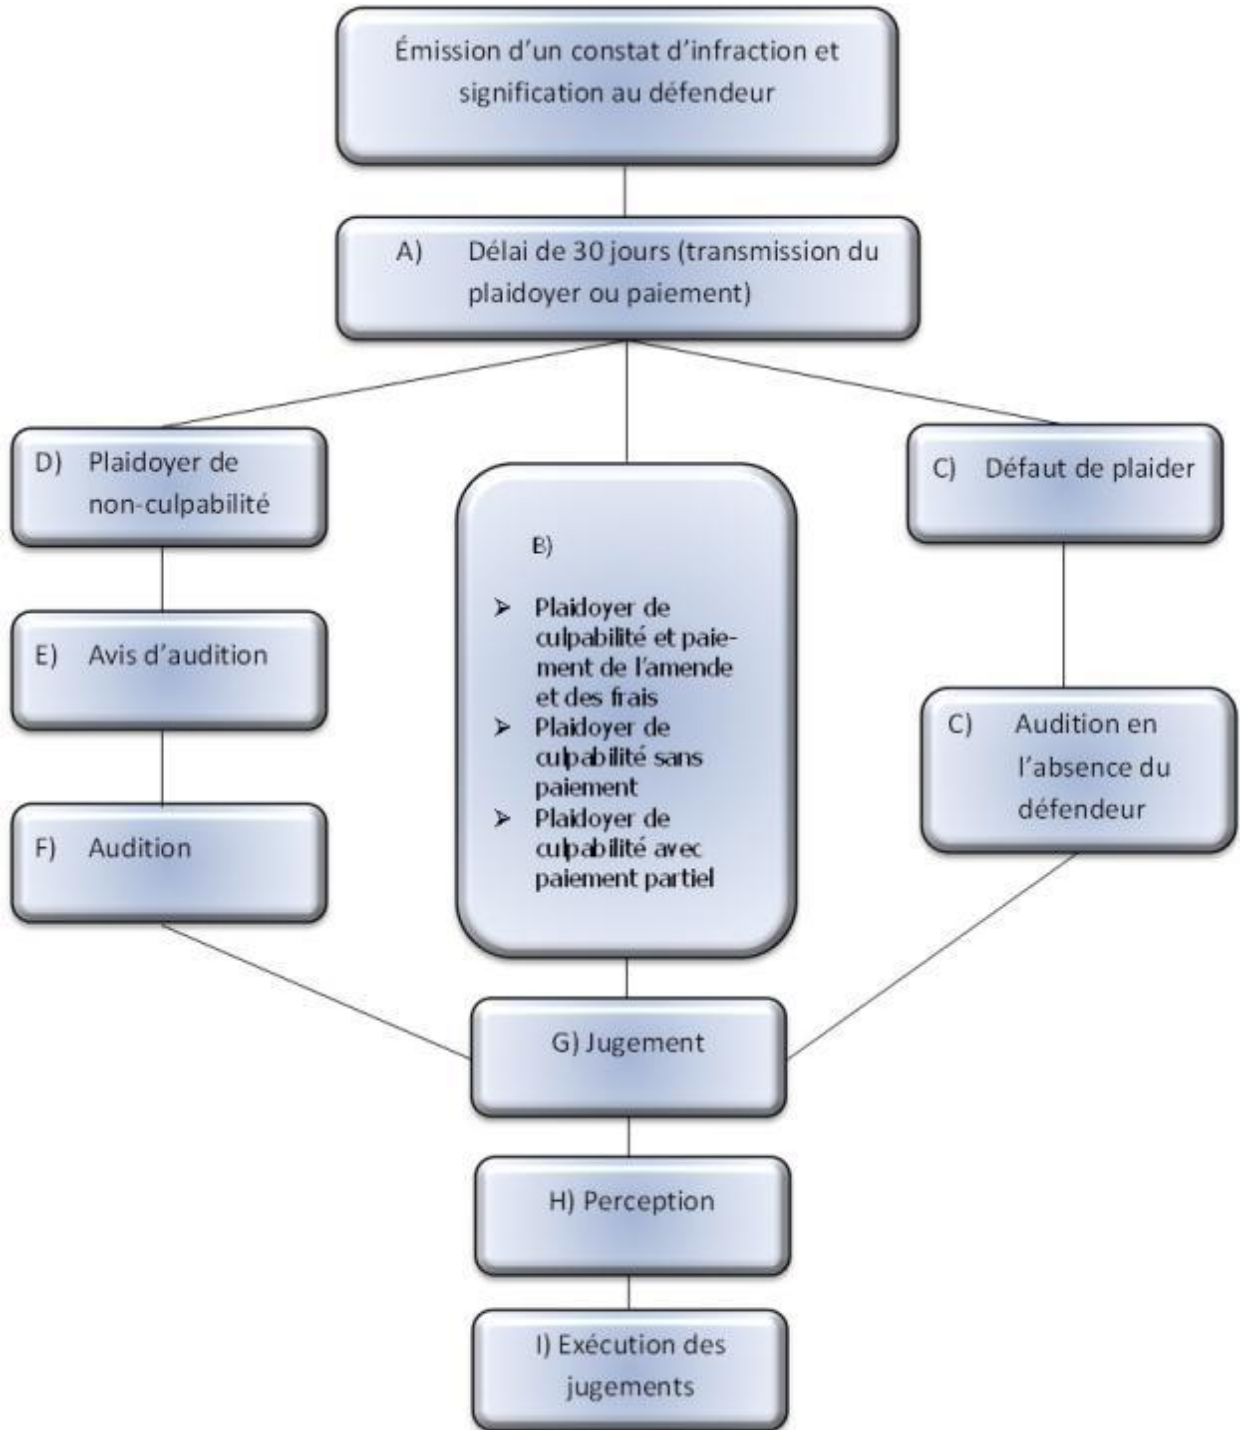 Émission d’un constat d’infraction et
signification au défendeur
A) Délai de 30 jours (transmission du
plaidoyer ou paiement)
D) Plaidoyer de
non-culpabilité
E) Avis d’audition
F) Audition
B)
➢ Plaidoyer de
culpabilité et paie-
ment de l’amende
et des frais
➢ Plaidoyer de
culpabilité sans
paiement
➢ Plaidoyer de
culpabilité avec
paiement partiel
C) Défaut de plaider
C) Audition en
l’absence du
défendeur
G) Jugement
H) Perception
I) Exécution des
jugements